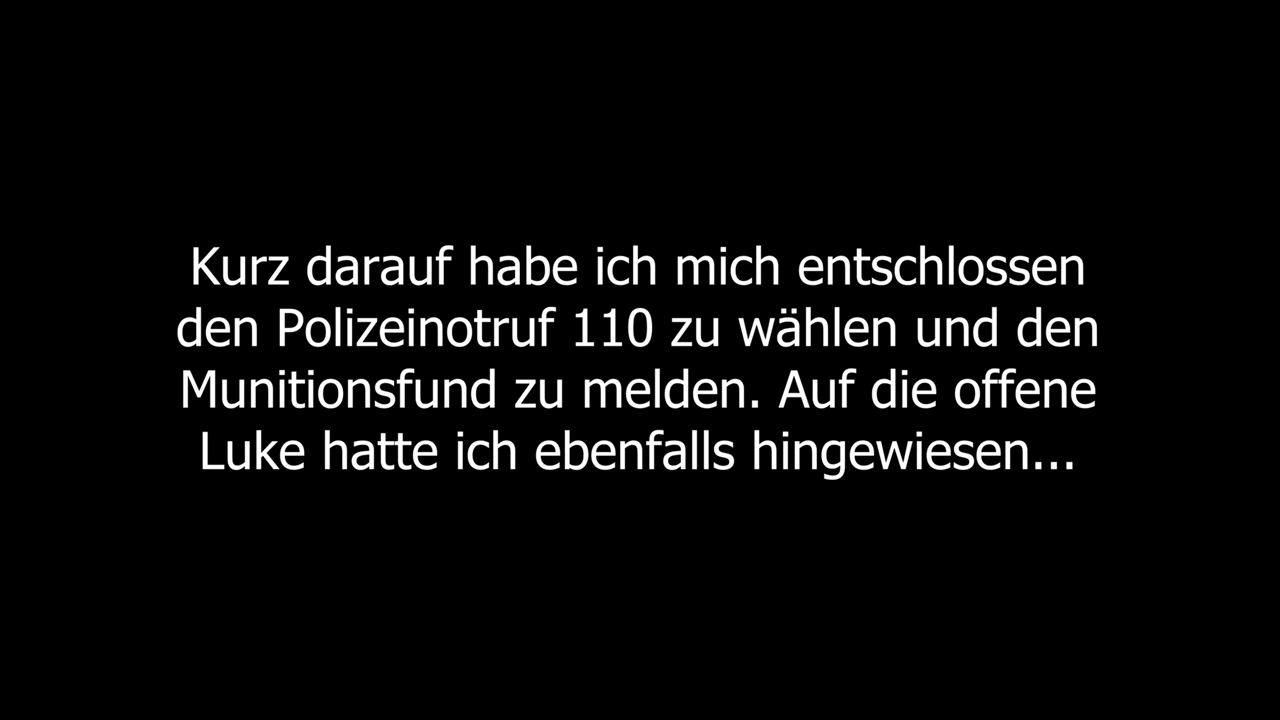 Kurz darauf habe ich mich entschlossen
den Polizeinotruf 110 zu wählen und den
Munitionsfund zu melden. Auf die offene
Luke hatte ich ebenfalls hingewiesen...